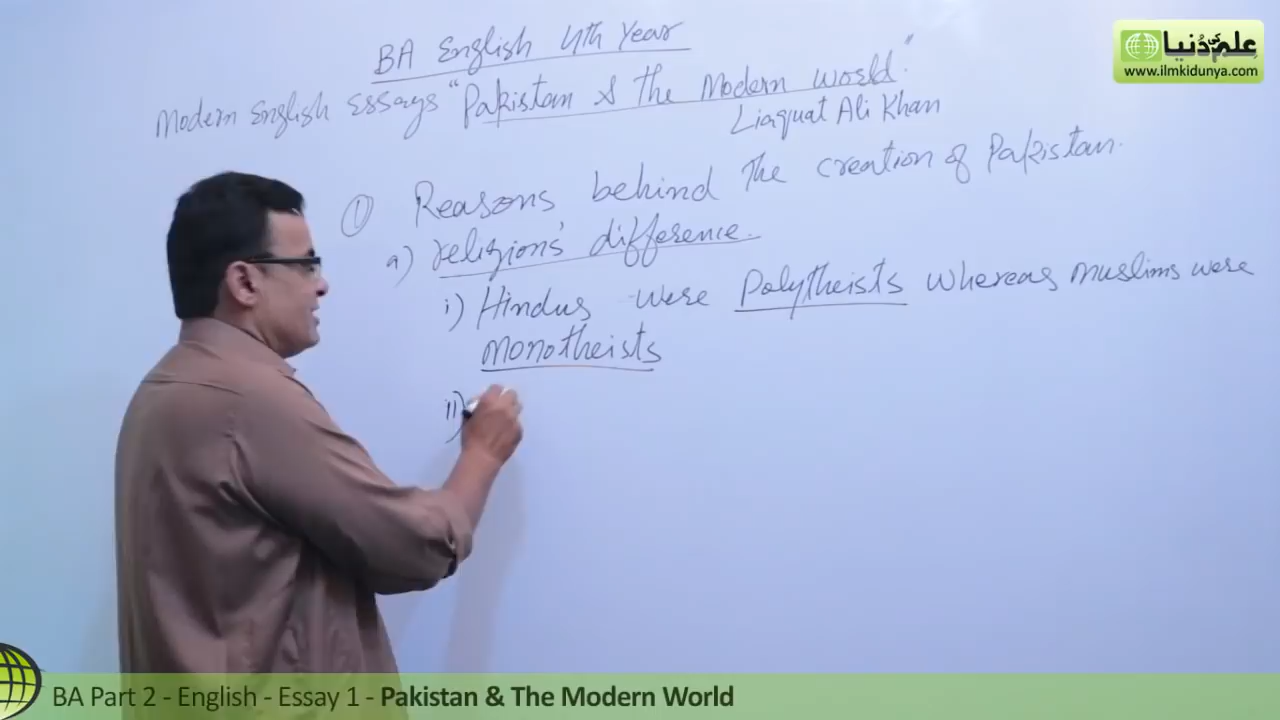 BA English 4th Year
Modern English Essays "Pakistan & the Modern World."
Liaquat Ali Khan
① Reasons behind The creation of Pakistan.
a) religions' difference.
i) Hindus were Polytheists whereas muslims were
monotheists
ii)
علم کی دُنیا
www.ilmkidunya.com
BA Part 2 - English - Essay 1 - Pakistan & The Modern World